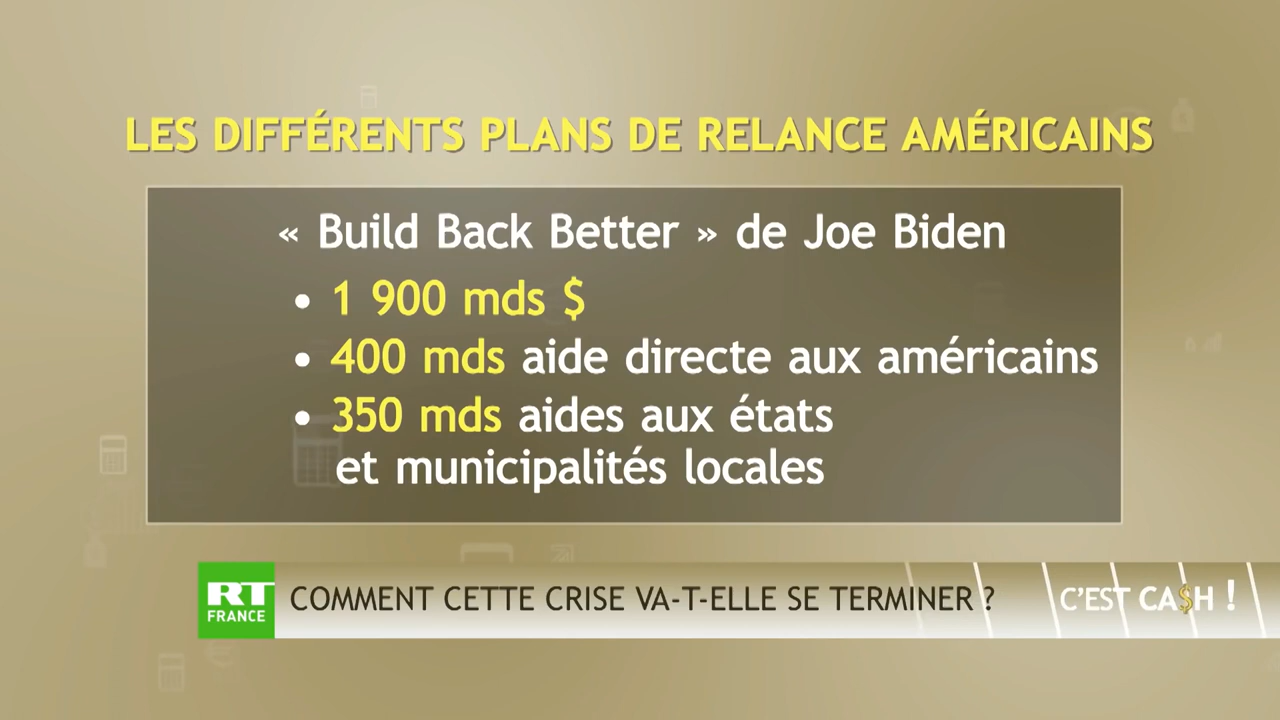 LES DIFFÉRENTS PLANS DE RELANCE AMÉRICAINS
« Build Back Better » de Joe Biden
• 1 900 mds $
• 400 mds aide directe aux américains
• 350 mds aides aux états
et municipalités locales
RT
FRANCE
COMMENT CETTE CRISE VA-T-ELLE SE TERMINER ?
C'EST CA$H !